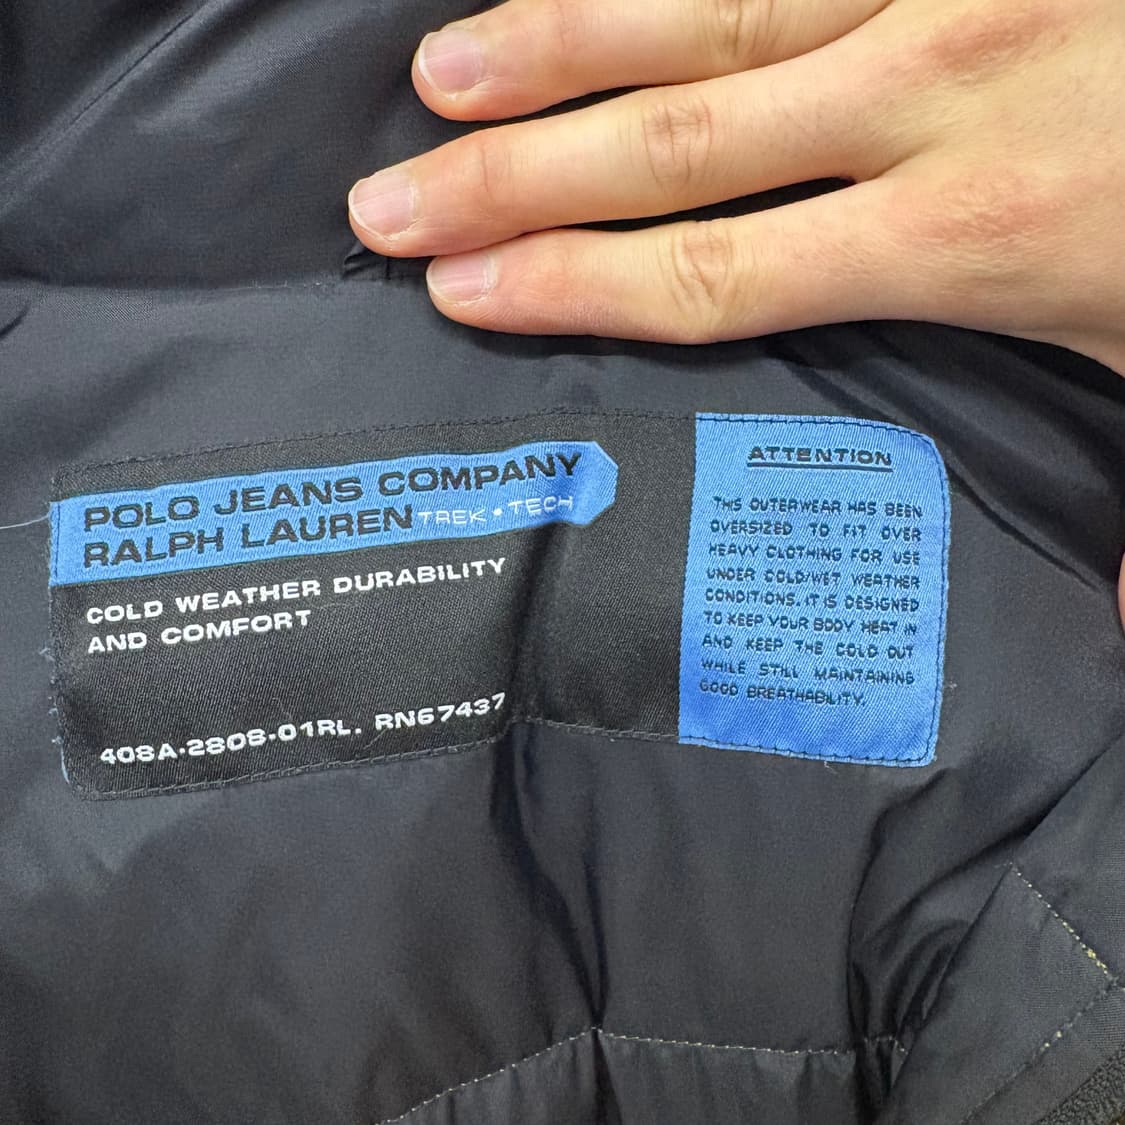 POLO JEANS COMPANY
RALPH LAUREN TREK • TECH
COLD WEATHER DURABILITY
AND COMFORT
408A-2808-01RL. RN67437
ATTENTION
THIS OUTERWEAR HAS BEEN
OVERSIZED TO FIT OVER
HEAVY CLOTHING FOR USE
UNDER COLD/WET WEATHER
CONDITIONS. IT IS DESIGNED
TO KEEP YOUR BODY HEAT IN
AND KEEP THE COLD OUT
WHILE STILL MAINTAINING
GOOD BREATHABILITY.